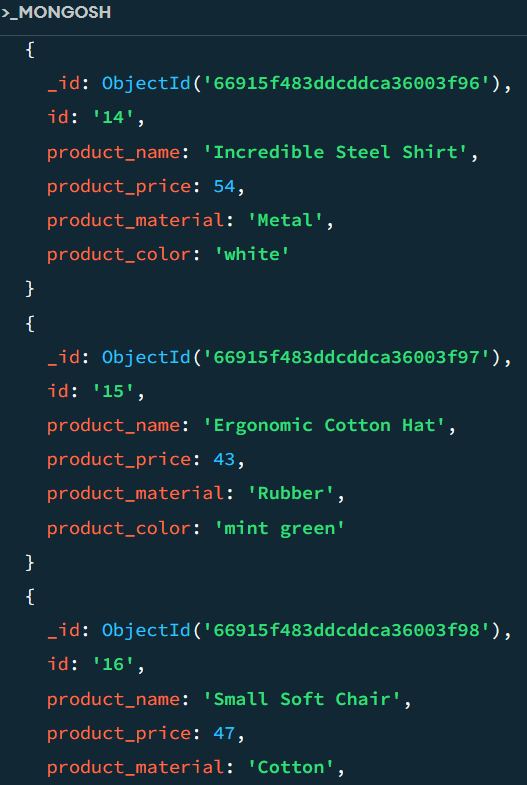 >_MONGOSH
{
_id: ObjectId('66915f483ddcddca36003f96'),
id: '14',
product_name: 'Incredible Steel Shirt',
product_price: 54,
product_material: 'Metal',
product_color: 'white'
}
{
_id: ObjectId('66915f483ddcddca36003f97'),
id: '15',
product_name: 'Ergonomic Cotton Hat',
product_price: 43,
product_material: 'Rubber',
product_color: 'mint green'
}
{
_id: ObjectId('66915f483ddcddca36003f98'),
id: '16',
product_name: 'Small Soft Chair',
product_price: 47,
product_material: 'Cotton',